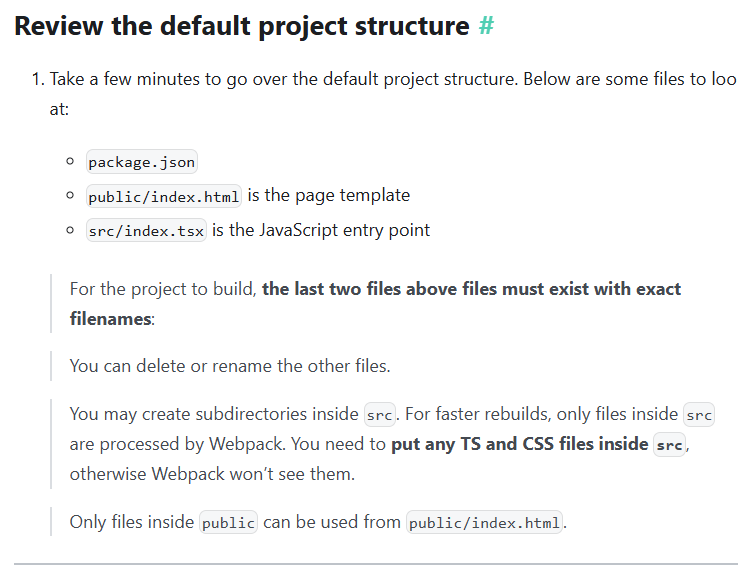 Review the default project structure #
1. Take a few minutes to go over the default project structure. Below are some files to loo
at:
package.json
public/index.html is the page template
src/index.tsx is the JavaScript entry point
For the project to build, the last two files above files must exist with exact
filenames:
You can delete or rename the other files.
You may create subdirectories inside src. For faster rebuilds, only files inside src
are processed by Webpack. You need to put any TS and CSS files inside src,
otherwise Webpack won’t see them.
Only files inside public can be used from public/index.html.